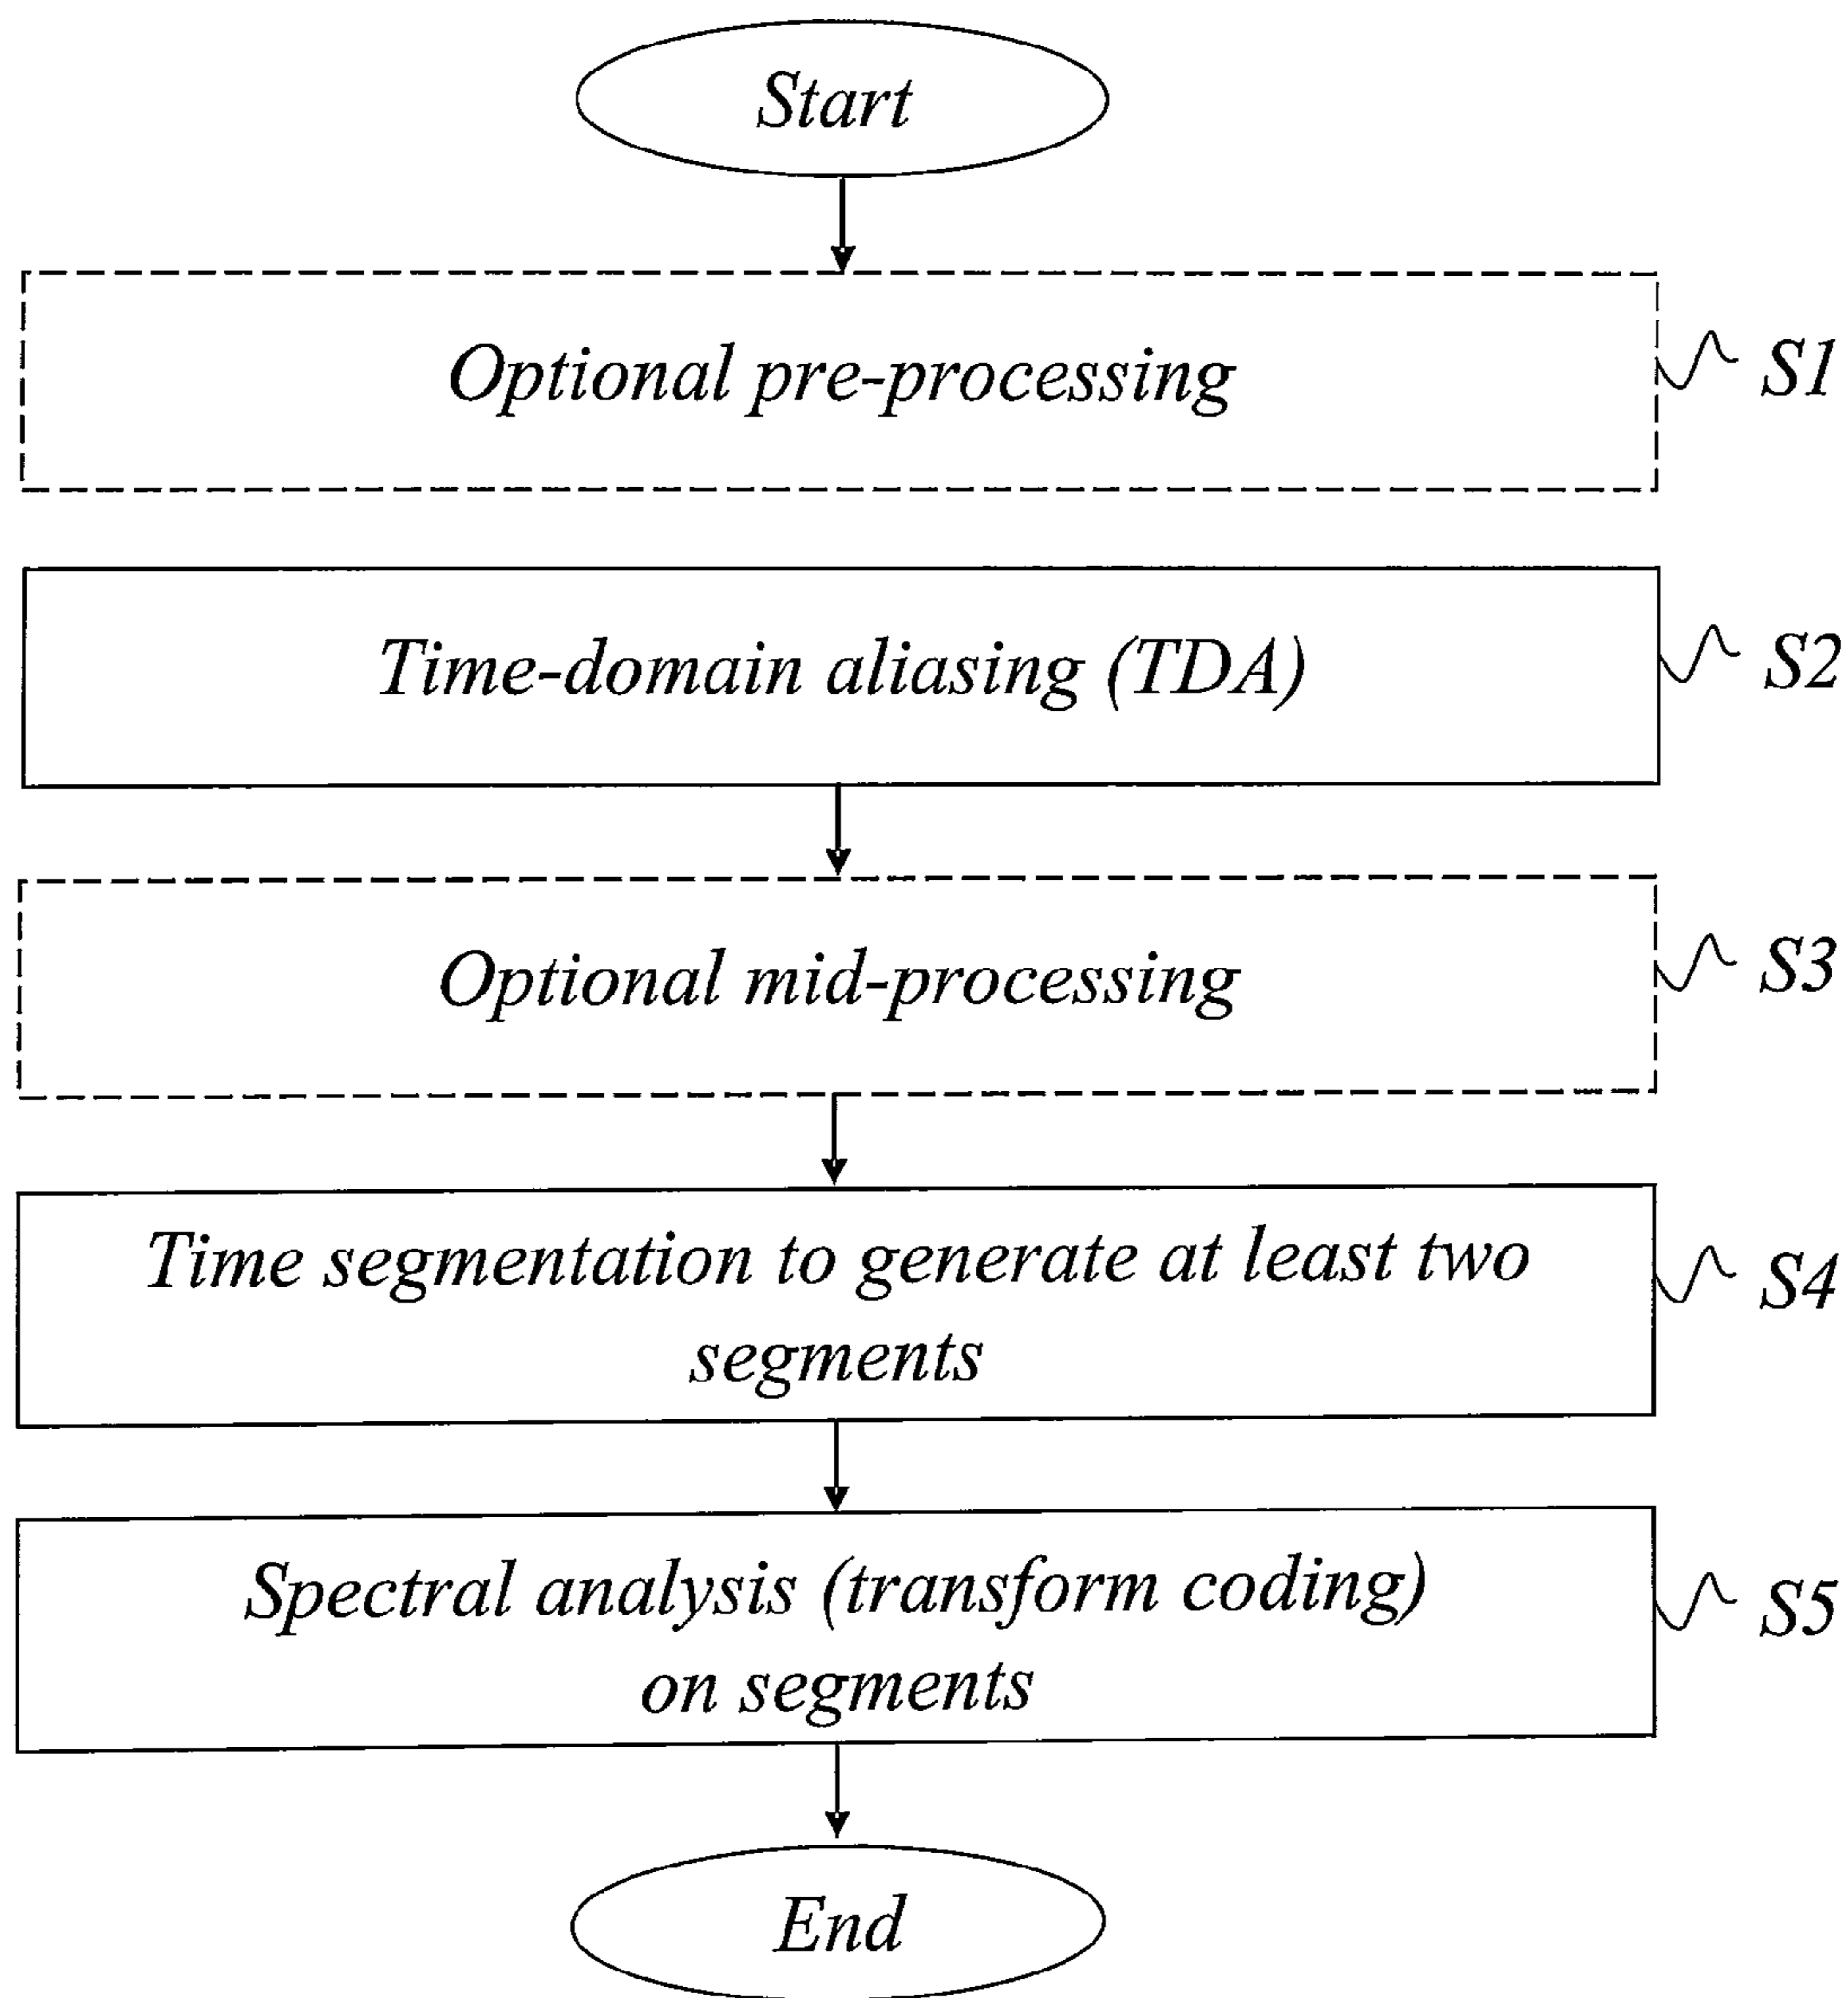 Start
Optional pre-processing
S1
Time-domain aliasing (TDA)
S2
Optional mid-processing
S3
Time segmentation to generate at least two
segments
S4
Spectral analysis (transform coding)
on segments
S5
End